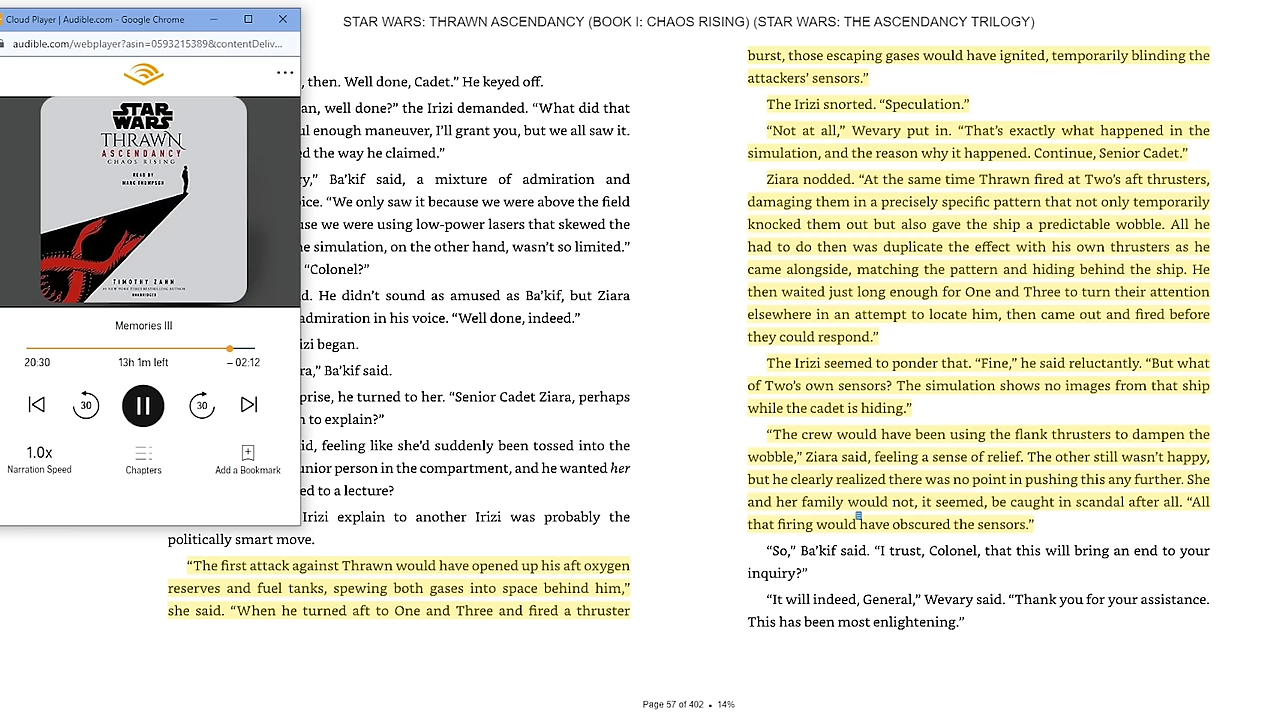 Cloud Player | Audible.com - Google Chrome
audible.com/webplayer?asin=0593215389&contentDeliv...
STAR
WARS
THRAWN
ASCENDANCY
CHAOS RISING
READ BY
MARC THOMPSON
TIMOTHY ZAHN
#1 NEW YORK TIMES BESTSELLING AUTHOR
UNABRIDGED
Memories III
20:30 13h 1m left – 02:12
30 30
1.0x
Narration Speed Chapters Add a Bookmark
STAR WARS: THRAWN ASCENDANCY (BOOK I: CHAOS RISING) (STAR WARS: THE ASCENDANCY TRILOGY)
, then. Well done, Cadet.” He keyed off.
an, well done?” the Irizi demanded. “What did that
ul enough maneuver, I’ll grant you, but we all saw it.
ed the way he claimed.”
ry,” Ba’kif said, a mixture of admiration and
ice. “We only saw it because we were above the field
use we were using low-power lasers that skewed the
e simulation, on the other hand, wasn’t so limited.”
“Colonel?”
d. He didn’t sound as amused as Ba’kif, but Ziara
admiration in his voice. “Well done, indeed.”
izi began.
ra,” Ba’kif said.
prise, he turned to her. “Senior Cadet Ziara, perhaps
n to explain?”
id, feeling like she’d suddenly been tossed into the
unior person in the compartment, and he wanted her
ed to a lecture?
Irizi explain to another Irizi was probably the
politically smart move.
“The first attack against Thrawn would have opened up his aft oxygen
reserves and fuel tanks, spewing both gases into space behind him,”
she said. “When he turned aft to One and Three and fired a thruster
burst, those escaping gases would have ignited, temporarily blinding the
attackers’ sensors.”
The Irizi snorted. “Speculation.”
“Not at all,” Wevary put in. “That’s exactly what happened in the
simulation, and the reason why it happened. Continue, Senior Cadet.”
Ziara nodded. “At the same time Thrawn fired at Two’s aft thrusters,
damaging them in a precisely specific pattern that not only temporarily
knocked them out but also gave the ship a predictable wobble. All he
had to do then was duplicate the effect with his own thrusters as he
came alongside, matching the pattern and hiding behind the ship. He
then waited just long enough for One and Three to turn their attention
elsewhere in an attempt to locate him, then came out and fired before
they could respond.”
The Irizi seemed to ponder that. “Fine,” he said reluctantly. “But what
of Two’s own sensors? The simulation shows no images from that ship
while the cadet is hiding.”
“The crew would have been using the flank thrusters to dampen the
wobble,” Ziara said, feeling a sense of relief. The other still wasn’t happy,
but he clearly realized there was no point in pushing this any further. She
and her family would not, it seemed, be caught in scandal after all. “All
that firing would have obscured the sensors.”
“So,” Ba’kif said. “I trust, Colonel, that this will bring an end to your
inquiry?”
“It will indeed, General,” Wevary said. “Thank you for your assistance.
This has been most enlightening.”
Page 57 of 402 • 14%